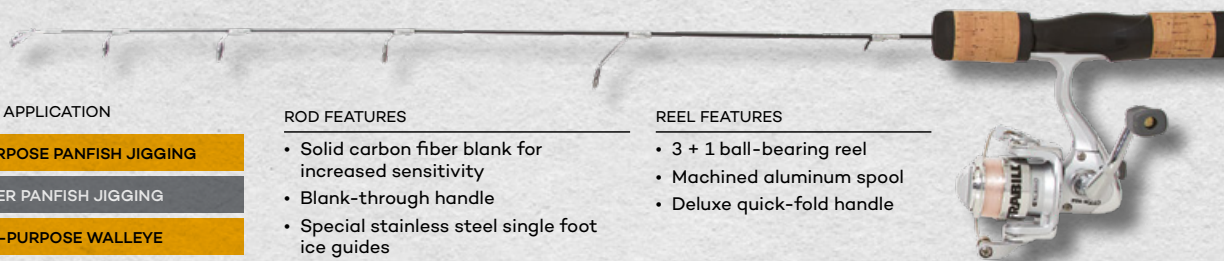 APPLICATION
RPOSE PANFISH JIGGING
ER PANFISH JIGGING
-PURPOSE WALLEYE
ROD FEATURES
• Solid carbon fiber blank for
increased sensitivity
• Blank-through handle
• Special stainless steel single foot
ice guides
REEL FEATURES
• 3 + 1 ball-bearing reel
• Machined aluminum spool
• Deluxe quick-fold handle
RABILL